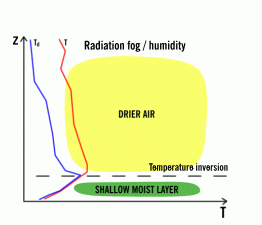 Z
Td
T
Radiation fog / humidity
DRIER AIR
Temperature inversion
SHALLOW MOIST LAYER
T